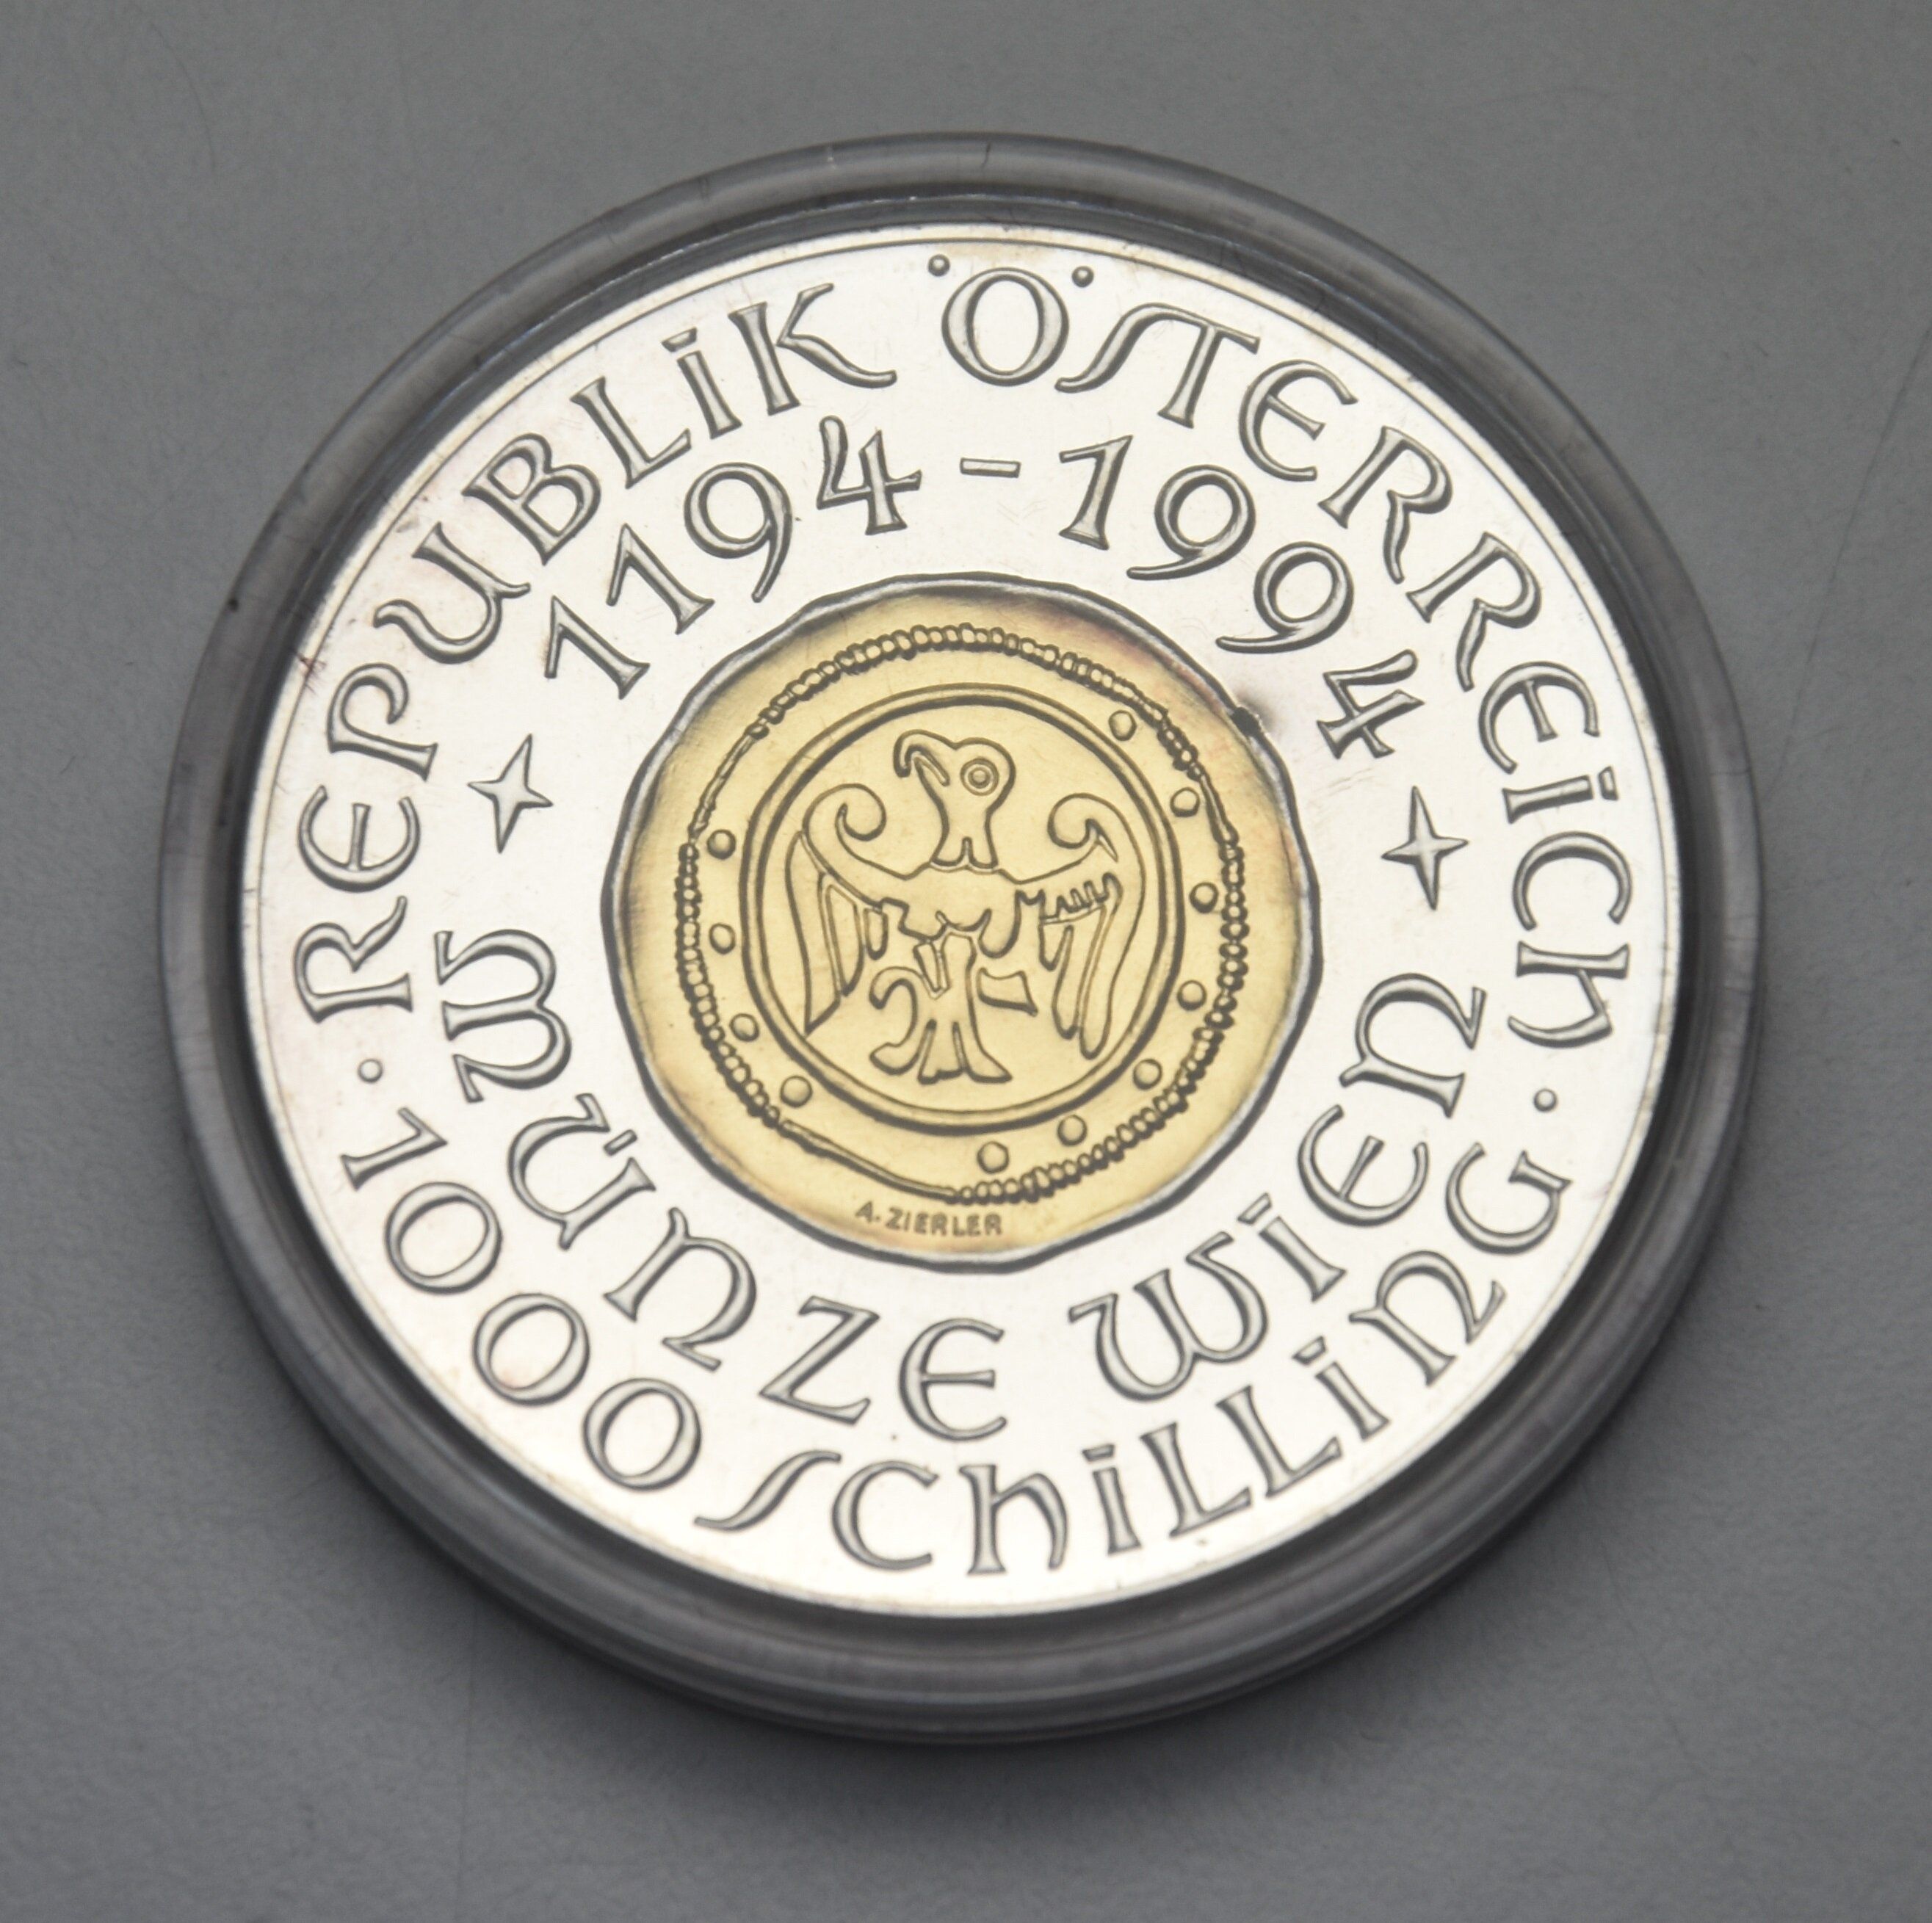 REPUBLIK ÖSTERREICH · 1000 SCHILLING ·
1194-1994
MÜNZE WIEN
A. ZIERLER